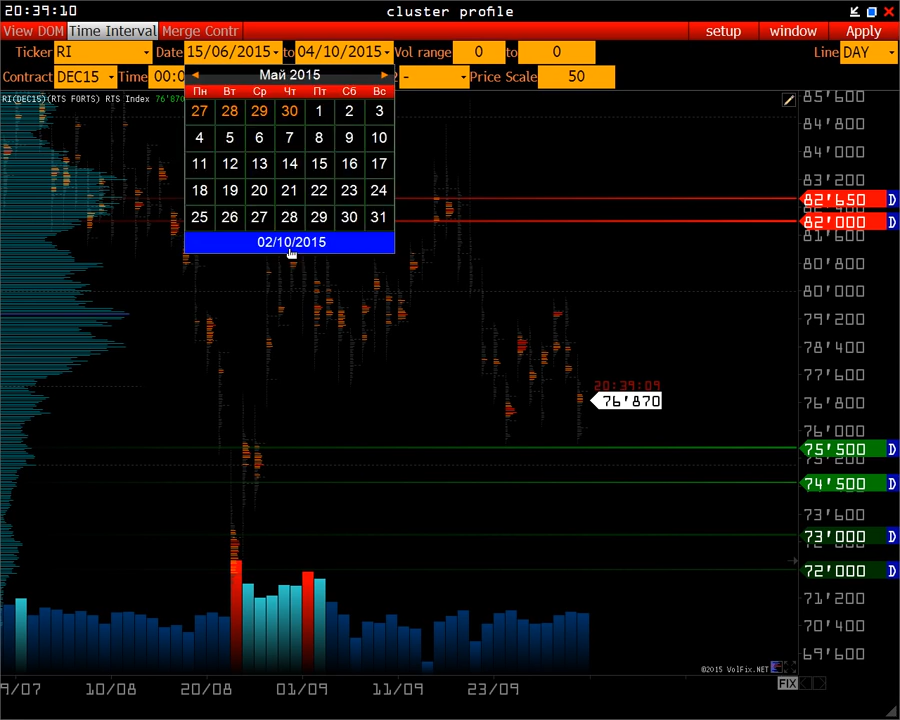 20:39:10
cluster profile
View DOM Time Interval Merge Contr setup window Apply
Ticker RI Date 15/06/2015 to 04/10/2015 Vol range 0 to 0 Line DAY
Contract DEC15 Time 00:0 - Price Scale 50
Май 2015
Пн Вт Ср Чт Пт Сб Вс
27 28 29 30 1 2 3
4 5 6 7 8 9 10
11 12 13 14 15 16 17
18 19 20 21 22 23 24
25 26 27 28 29 30 31
02/10/2015
RI(DEC15)(RTS FORTS) RTS Index 76'870
85'600
84'800
84'000
83'200
82'650 D
82'000 D
81'600
80'800
80'000
79'200
78'400
77'600
20:39:09
76'870
76'800
76'000
75'500 D
75'200
74'500 D
73'600
73'000 D
72'000 D
71'200
70'400
69'600
©2015 VolFix.NET
9/07 10/08 20/08 01/09 11/09 23/09
FIX